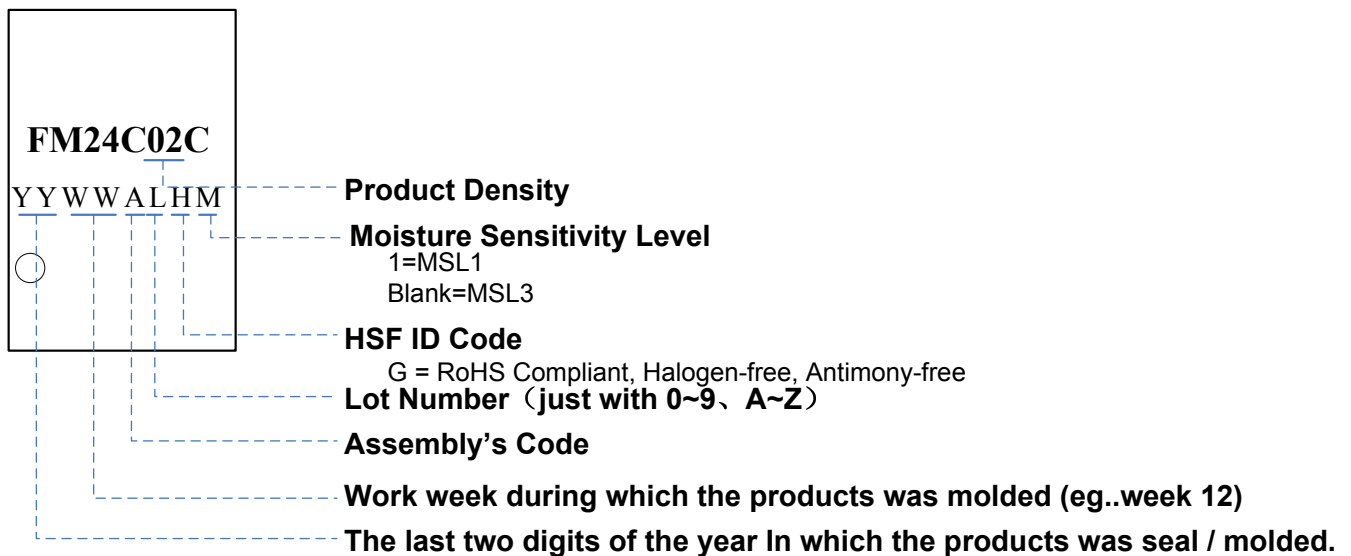 FM24C02C
YYWWALHM
Product Density
Moisture Sensitivity Level
1=MSL1
Blank=MSL3
HSF ID Code
G = RoHS Compliant, Halogen-free, Antimony-free
Lot Number（just with 0~9、A~Z）
Assembly's Code
Work week during which the products was molded (eg..week 12)
The last two digits of the year In which the products was seal / molded.